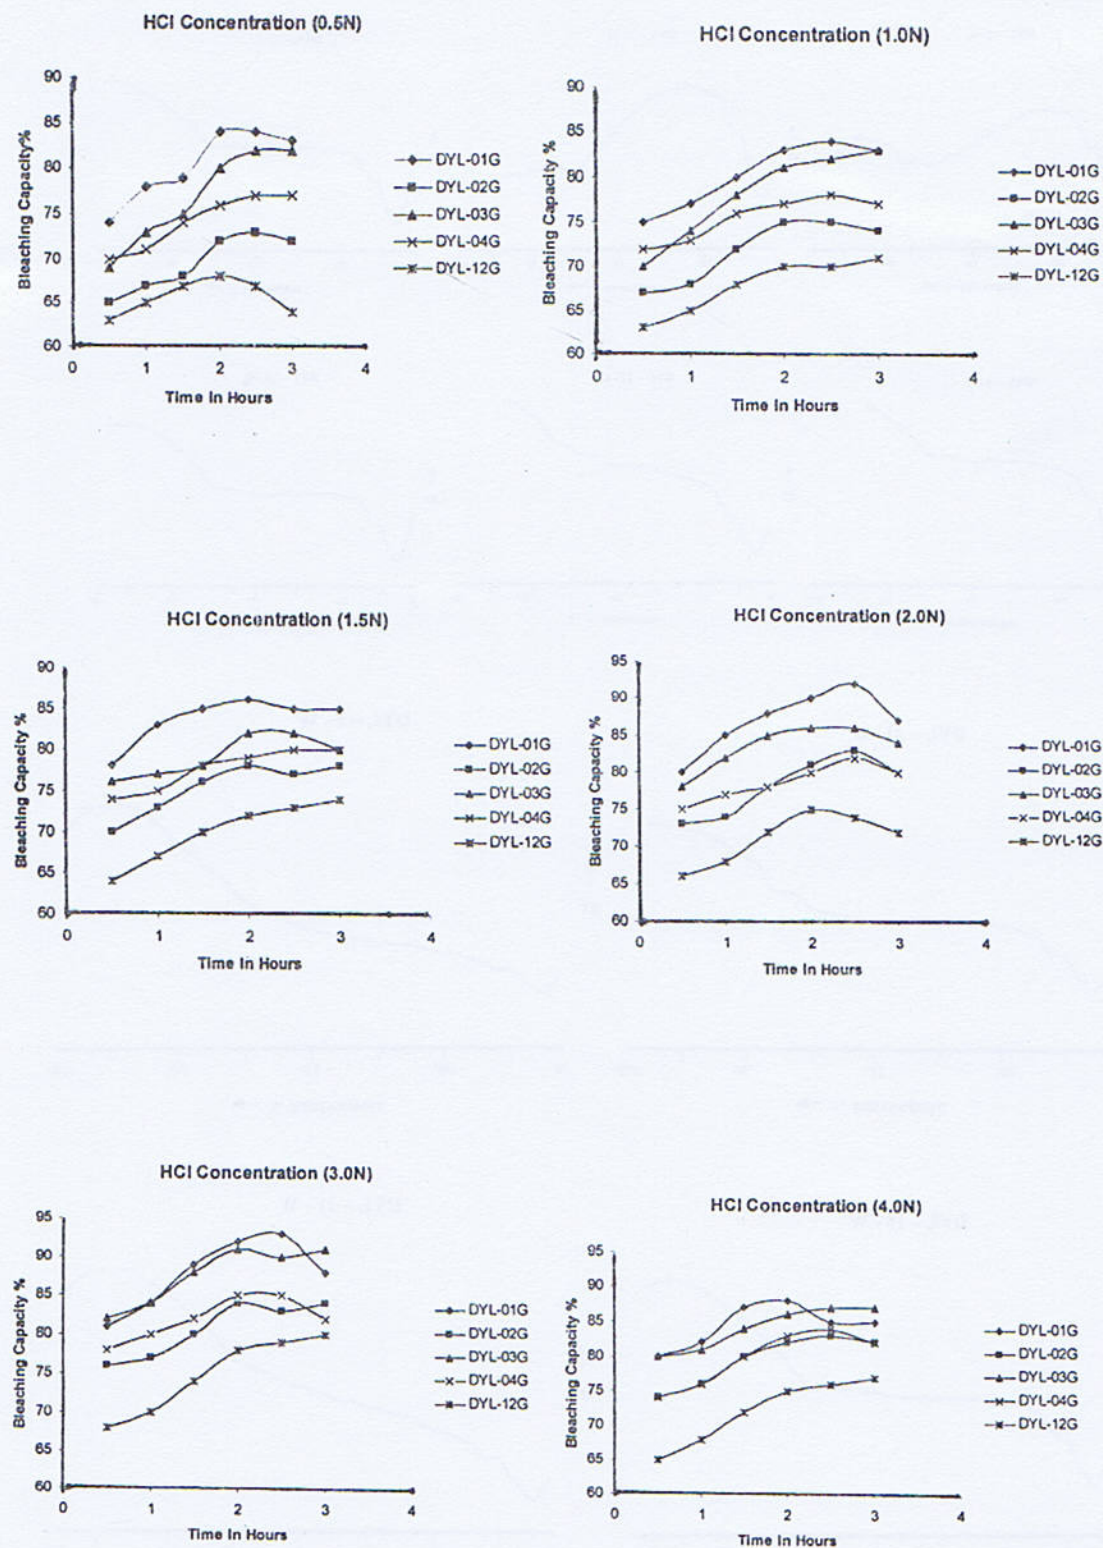 HCl Concentration (0.5N)
90
85
80
75
70
65
60
Bleaching Capacity%
0 1 2 3 4
Time In Hours
DYL-01G
DYL-02G
DYL-03G
DYL-04G
DYL-12G
HCl Concentration (1.0N)
90
85
80
75
70
65
60
Bleaching Capacity %
0 1 2 3 4
Time In Hours
DYL-01G
DYL-02G
DYL-03G
DYL-04G
DYL-12G
HCl Concentration (1.5N)
90
85
80
75
70
65
60
Bleaching Capacity %
0 1 2 3 4
Time In Hours
DYL-01G
DYL-02G
DYL-03G
DYL-04G
DYL-12G
HCl Concentration (2.0N)
95
90
85
80
75
70
65
60
Bleaching Capacity %
0 1 2 3 4
Time In Hours
DYL-01G
DYL-02G
DYL-03G
DYL-04G
DYL-12G
HCl Concentration (3.0N)
95
90
85
80
75
70
65
60
Bleaching Capacity %
0 1 2 3 4
Time In Hours
DYL-01G
DYL-02G
DYL-03G
DYL-04G
DYL-12G
HCl Concentration (4.0N)
95
90
85
80
75
70
65
60
Bleaching Capacity %
0 1 2 3 4
Time In Hours
DYL-01G
DYL-02G
DYL-03G
DYL-04G
DYL-12G